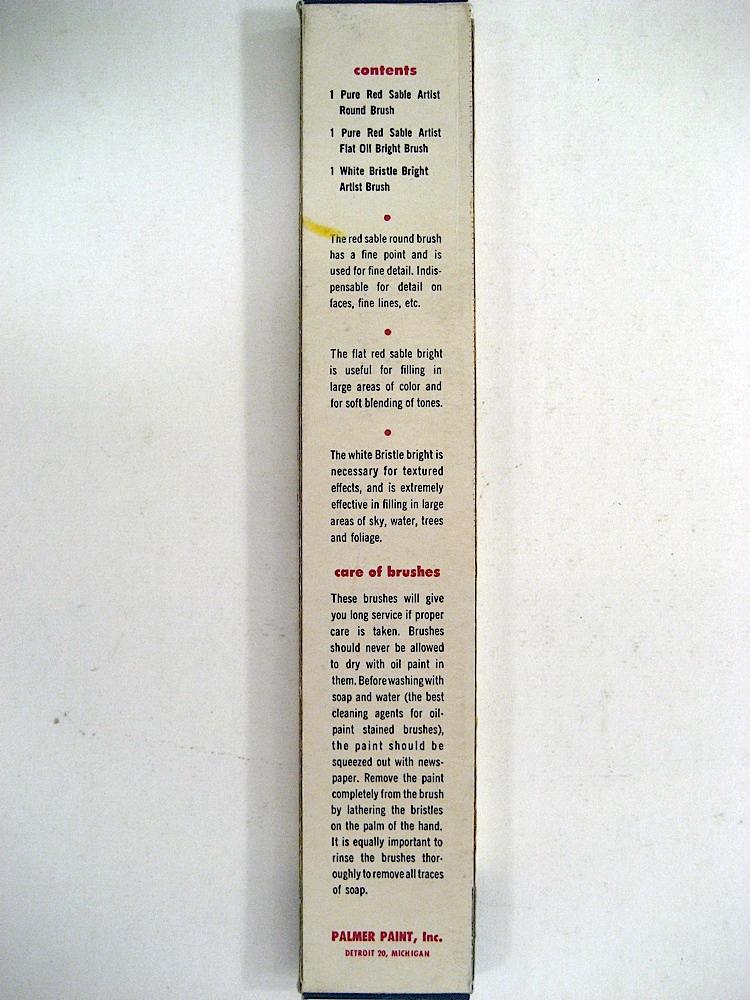 contents
1 Pure Red Sable Artist
Round Brush
1 Pure Red Sable Artist
Flat Oil Bright Brush
1 White Bristle Bright
Artist Brush
The red sable round brush
has a fine point and is
used for fine detail. Indis-
pensable for detail on
faces, fine lines, etc.
The flat red sable bright
is useful for filling in
large areas of color and
for soft blending of tones.
The white Bristle bright is
necessary for textured
effects, and is extremely
effective in filling in large
areas of sky, water, trees
and foliage.
care of brushes
These brushes will give
you long service if proper
care is taken. Brushes
should never be allowed
to dry with oil paint in
them. Before washing with
soap and water (the best
cleaning agents for oil-
paint stained brushes),
the paint should be
squeezed out with news-
paper. Remove the paint
completely from the brush
by lathering the bristles
on the palm of the hand.
It is equally important to
rinse the brushes thor-
oughly to remove all traces
of soap.
PALMER PAINT, Inc.
DETROIT 20, MICHIGAN